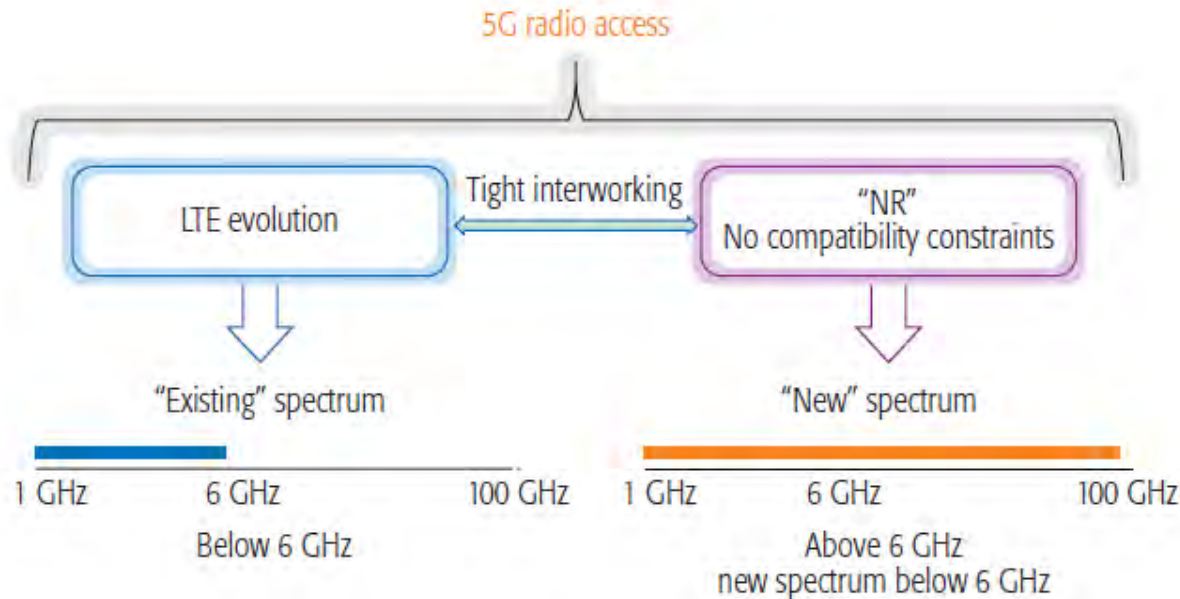 5G radio access
LTE evolution
Tight interworking
“NR”
No compatibility constraints
“Existing” spectrum
“New” spectrum
1 GHz 6 GHz 100 GHz
1 GHz 6 GHz 100 GHz
Below 6 GHz
Above 6 GHz
new spectrum below 6 GHz